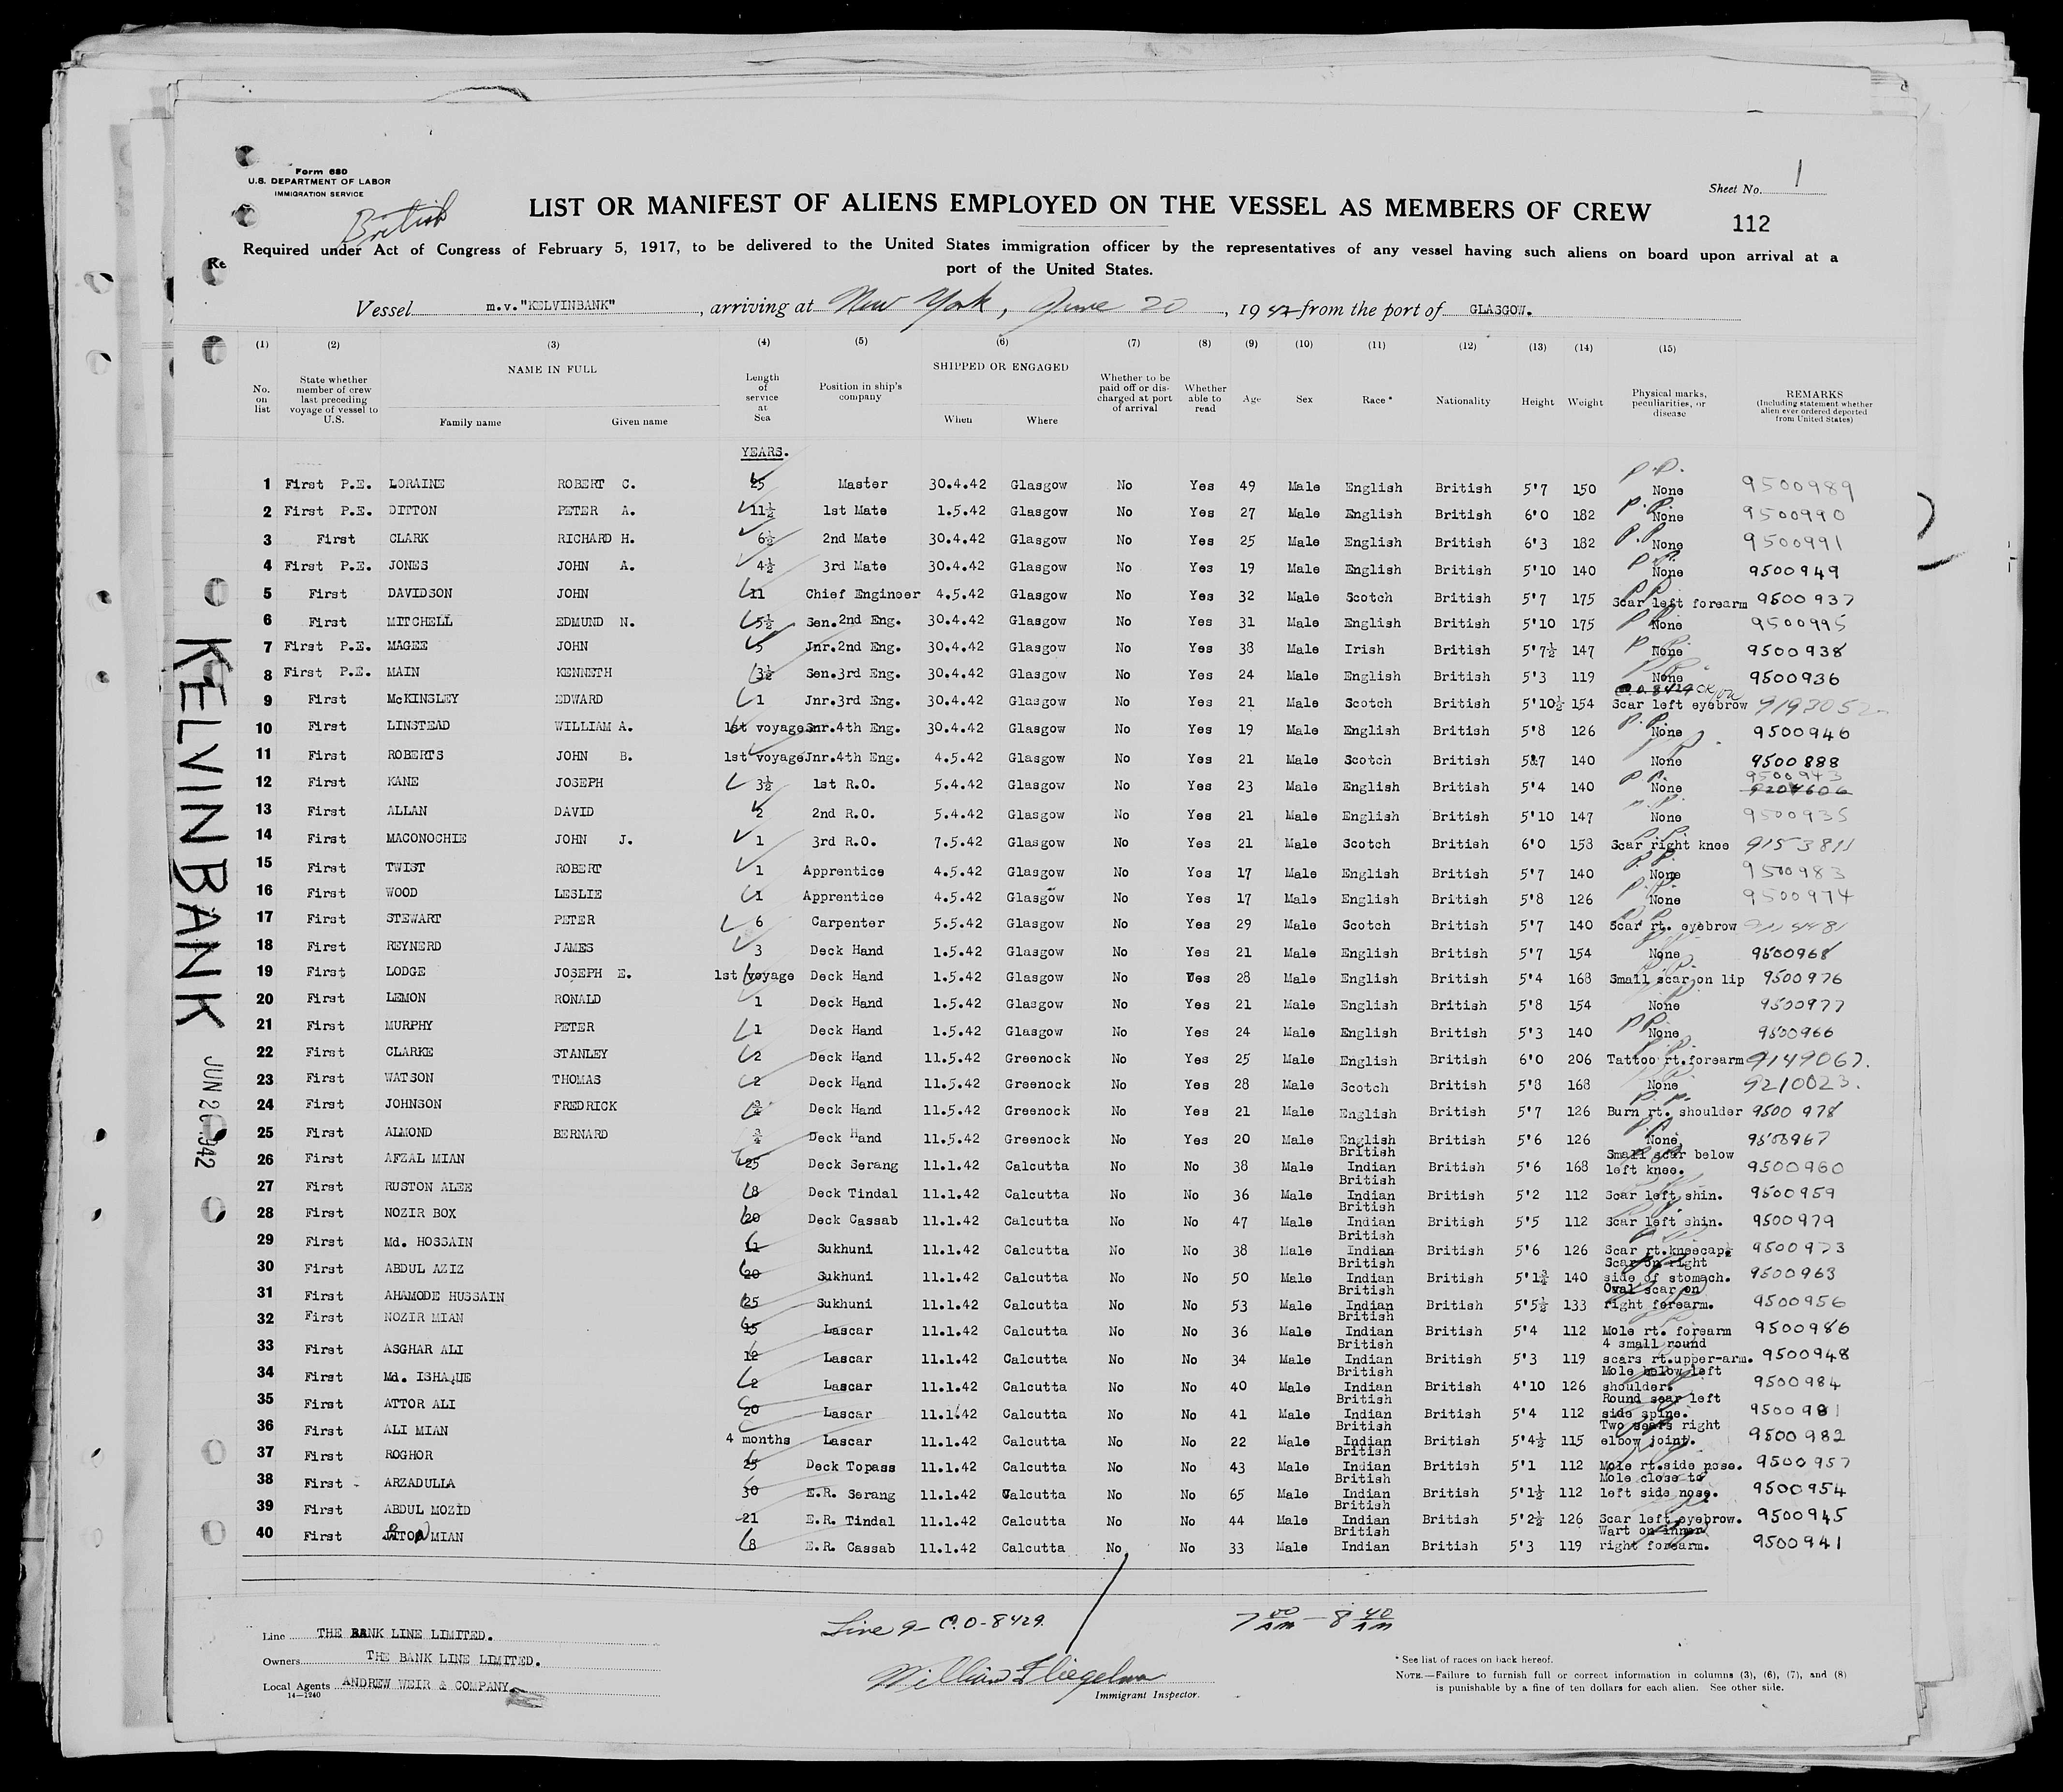 Form 680
U.S. DEPARTMENT OF LABOR
IMMIGRATION SERVICE
British
Sheet No. 1
LIST OR MANIFEST OF ALIENS EMPLOYED ON THE VESSEL AS MEMBERS OF CREW
112
Required under Act of Congress of February 5, 1917, to be delivered to the United States immigration officer by the representatives of any vessel having such aliens on board upon arrival at a
port of the United States.
Re
Vessel m.v."KELVINBANK", arriving at New York, June 20, 1942 from the port of GLASGOW.
(1) (2) (3) (4) (5) (6) (7) (8) (9) (10) (11) (12) (13) (14) (15)
No. on list | State whether member of crew last preceding voyage of vessel to U.S. | NAME IN FULL Family name Given name | Length of service at Sea | Position in ship's company | SHIPPED OR ENGAGED When Where | Whether to be paid off or discharged at port of arrival | Whether able to read | Age | Sex | Race* | Nationality | Height | Weight | Physical marks, peculiarities, or disease | REMARKS (Including statement whether alien ever ordered deported from United States)
YEARS.
1 First P.E. LORAINE ROBERT C. 25 Master 30.4.42 Glasgow No Yes 49 Male English British 5'7 150 P.P. None 9500989
2 First P.E. DITTON PETER A. 11½ 1st Mate 1.5.42 Glasgow No Yes 27 Male English British 6'0 182 P.P. None 9500990
3 First CLARK RICHARD H. 6½ 2nd Mate 30.4.42 Glasgow No Yes 25 Male English British 6'3 182 P.P. None 9500991
4 First P.E. JONES JOHN A. 4½ 3rd Mate 30.4.42 Glasgow No Yes 19 Male English British 5'10 140 P.P. None 9500949
5 First DAVIDSON JOHN 11 Chief Engineer 4.5.42 Glasgow No Yes 32 Male Scotch British 5'7 175 P.P. Scar left forearm 9500937
6 First MITCHELL EDMUND N. 5½ Sen.2nd Eng. 30.4.42 Glasgow No Yes 31 Male English British 5'10 175 P.P. None 9500995
7 First P.E. MAGEE JOHN 5 Jnr.2nd Eng. 30.4.42 Glasgow No Yes 38 Male Irish British 5'7½ 147 P.P. None 9500938
8 First P.E. MAIN KENNETH 3½ Sen.3rd Eng. 30.4.42 Glasgow No Yes 24 Male English British 5'3 119 P.P. None 9500936
9 First McKINSLEY EDWARD 1 Jnr.3rd Eng. 30.4.42 Glasgow No Yes 21 Male Scotch British 5'10½ 154 C.O. 8429 Scar left eyebrow 9193052
10 First LINSTEAD WILLIAM A. 1st voyage Snr.4th Eng. 30.4.42 Glasgow No Yes 19 Male English British 5'8 126 P.P. None 9500946
11 First ROBERTS JOHN B. 1st voyage Jnr.4th Eng. 4.5.42 Glasgow No Yes 21 Male Scotch British 5'7 140 None 9500888
12 First KANE JOSEPH 3½ 1st R.O. 5.4.42 Glasgow No Yes 23 Male English British 5'4 140 P.P. None 9500943 9204606
13 First ALLAN DAVID 2 2nd R.O. 5.4.42 Glasgow No Yes 21 Male English British 5'10 147 P.P. None 9500935
14 First MACONOCHIE JOHN J. 1 3rd R.O. 7.5.42 Glasgow No Yes 21 Male Scotch British 6'0 158 P.P. Scar right knee
15 First TWIST ROBERT 1 Apprentice 4.5.42 Glasgow No Yes 17 Male English British 5'7 140 P.P. None 9500983
16 First WOOD LESLIE 1 Apprentice 4.5.42 Glasgow No Yes 17 Male English British 5'8 126 P.P. None 9500974
17 First STEWART PETER 6 Carpenter 5.5.42 Glasgow No Yes 29 Male Scotch British 5'7 140 P.P. Scar rt. eyebrow
18 First REYNERD JAMES 3 Deck Hand 1.5.42 Glasgow No Yes 21 Male English British 5'7 154 None 9500968
19 First LODGE JOSEPH E. 1st voyage Deck Hand 1.5.42 Glasgow No Yes 28 Male English British 5'4 168 P.P. Small scar on lip 9500976
20 First LEMON RONALD 1 Deck Hand 1.5.42 Glasgow No Yes 21 Male English British 5'8 154 None 9500977
21 First MURPHY PETER 1 Deck Hand 1.5.42 Glasgow No Yes 24 Male English British 5'3 140 P.P. None 9500966
22 First CLARKE STANLEY 2 Deck Hand 11.5.42 Greenock No Yes 25 Male English British 6'0 206 P.P. Tattoo rt.forearm 9149067.
23 First WATSON THOMAS 2 Deck Hand 11.5.42 Greenock No Yes 28 Male Scotch British 5'8 168 None 9210023.
24 First JOHNSON FREDRICK ¾ Deck Hand 11.5.42 Greenock No Yes 21 Male English British 5'7 126 P.P. Burn rt. shoulder 9500978
25 First ALMOND BERNARD ¾ Deck Hand 11.5.42 Greenock No Yes 20 Male English British 5'6 126 P.P. None 9500967
26 First AFZAL MIAN 25 Deck Serang 11.1.42 Calcutta No No 38 Male British Indian British 5'6 168 Small scar below left knee. 9500960
27 First RUSTON ALEE 8 Deck Tindal 11.1.42 Calcutta No No 36 Male British Indian British 5'2 112 Scar left shin. 9500959
28 First NOZIR BOX 20 Deck Cassab 11.1.42 Calcutta No No 47 Male British Indian British 5'5 112 Scar left shin. 9500979
29 First Md. HOSSAIN 11 Sukhuni 11.1.42 Calcutta No No 38 Male British Indian British 5'6 126 Scar rt.kneecap. 9500973
30 First ABDUL AZIZ 20 Sukhuni 11.1.42 Calcutta No No 50 Male British Indian British 5'1¾ 140 Scar on right side of stomach. 9500963
31 First AHAMODE HUSSAIN 25 Sukhuni 11.1.42 Calcutta No No 53 Male British Indian British 5'5½ 133 Oval scar on right forearm. 9500956
32 First NOZIR MIAN 15 Lascar 11.1.42 Calcutta No No 36 Male British Indian British 5'4 112 Mole rt. forearm 9500986
33 First ASGHAR ALI 12 Lascar 11.1.42 Calcutta No No 34 Male British Indian British 5'3 119 4 small round scars rt.upper-arm. 9500948
34 First Md. ISHAQUE 2 Lascar 11.1.42 Calcutta No No 40 Male British Indian British 4'10 126 Mole below left shoulder. 9500984
35 First ATTOR ALI 20 Lascar 11.1.42 Calcutta No No 41 Male British Indian British 5'4 112 Round scar left side spine. 9500981
36 First ALI MIAN 4 months Lascar 11.1.42 Calcutta No No 22 Male British Indian British 5'4½ 115 Two scars right elbow joint. 9500982
37 First ROGHOR 25 Deck Topass 11.1.42 Calcutta No No 43 Male British Indian British 5'1 112 Mole rt.side nose. 9500957
38 First ARZADULLA 30 E.R. Serang 11.1.42 Calcutta No No 65 Male British Indian British 5'1½ 112 Mole close to left side nose. 9500954
39 First ABDUL MOZID 21 E.R. Tindal 11.1.42 Calcutta No No 44 Male British Indian British 5'2½ 126 Scar left eyebrow. 9500945
40 First MIAN 8 E.R. Cassab 11.1.42 Calcutta No No 33 Male British Indian British 5'3 119 Wart on inner right forearm. 9500941
KELVINBANK
JUN 20 1942
Line 9 - C.O-8429.
7 00 AM - 8 40 AM
Line THE BANK LINE LIMITED.
Owners THE BANK LINE LIMITED.
Local Agents ANDREW WEIR & COMPANY.
14-1240
William Fliegelman
Immigrant Inspector.
* See list of races on back hereof.
NOTE.—Failure to furnish full or correct information in columns (3), (6), (7), and (8)
is punishable by a fine of ten dollars for each alien. See other side.